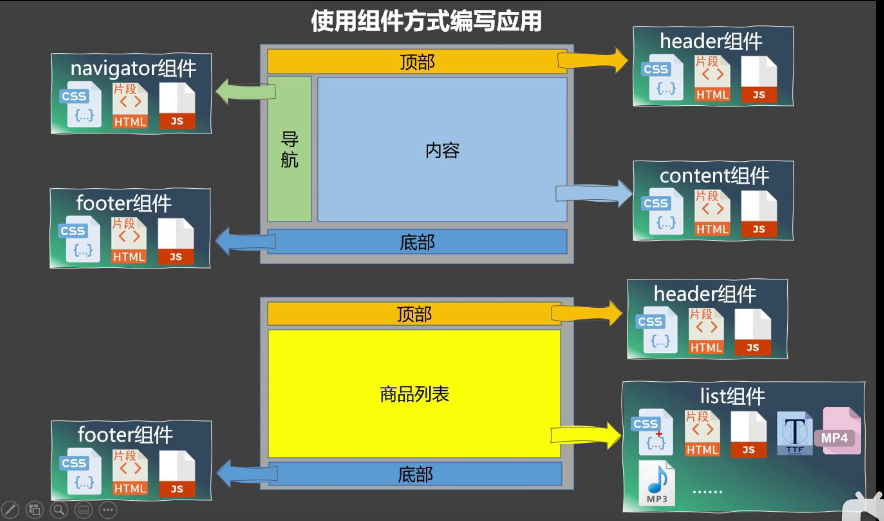 使用组件方式编写应用
navigator组件
CSS
{...}
片段
<>
HTML
JS
顶部
导航
内容
底部
header组件
CSS
{...}
片段
<>
HTML
JS
footer组件
CSS
{...}
片段
<>
HTML
JS
content组件
CSS
{...}
片段
<>
HTML
JS
顶部
商品列表
底部
header组件
CSS
{...}
片段
<>
HTML
JS
footer组件
CSS
{...}
片段
<>
HTML
JS
list组件
CSS
{...}
片段
<>
HTML
JS
T
TTF
MP4
MP3
......